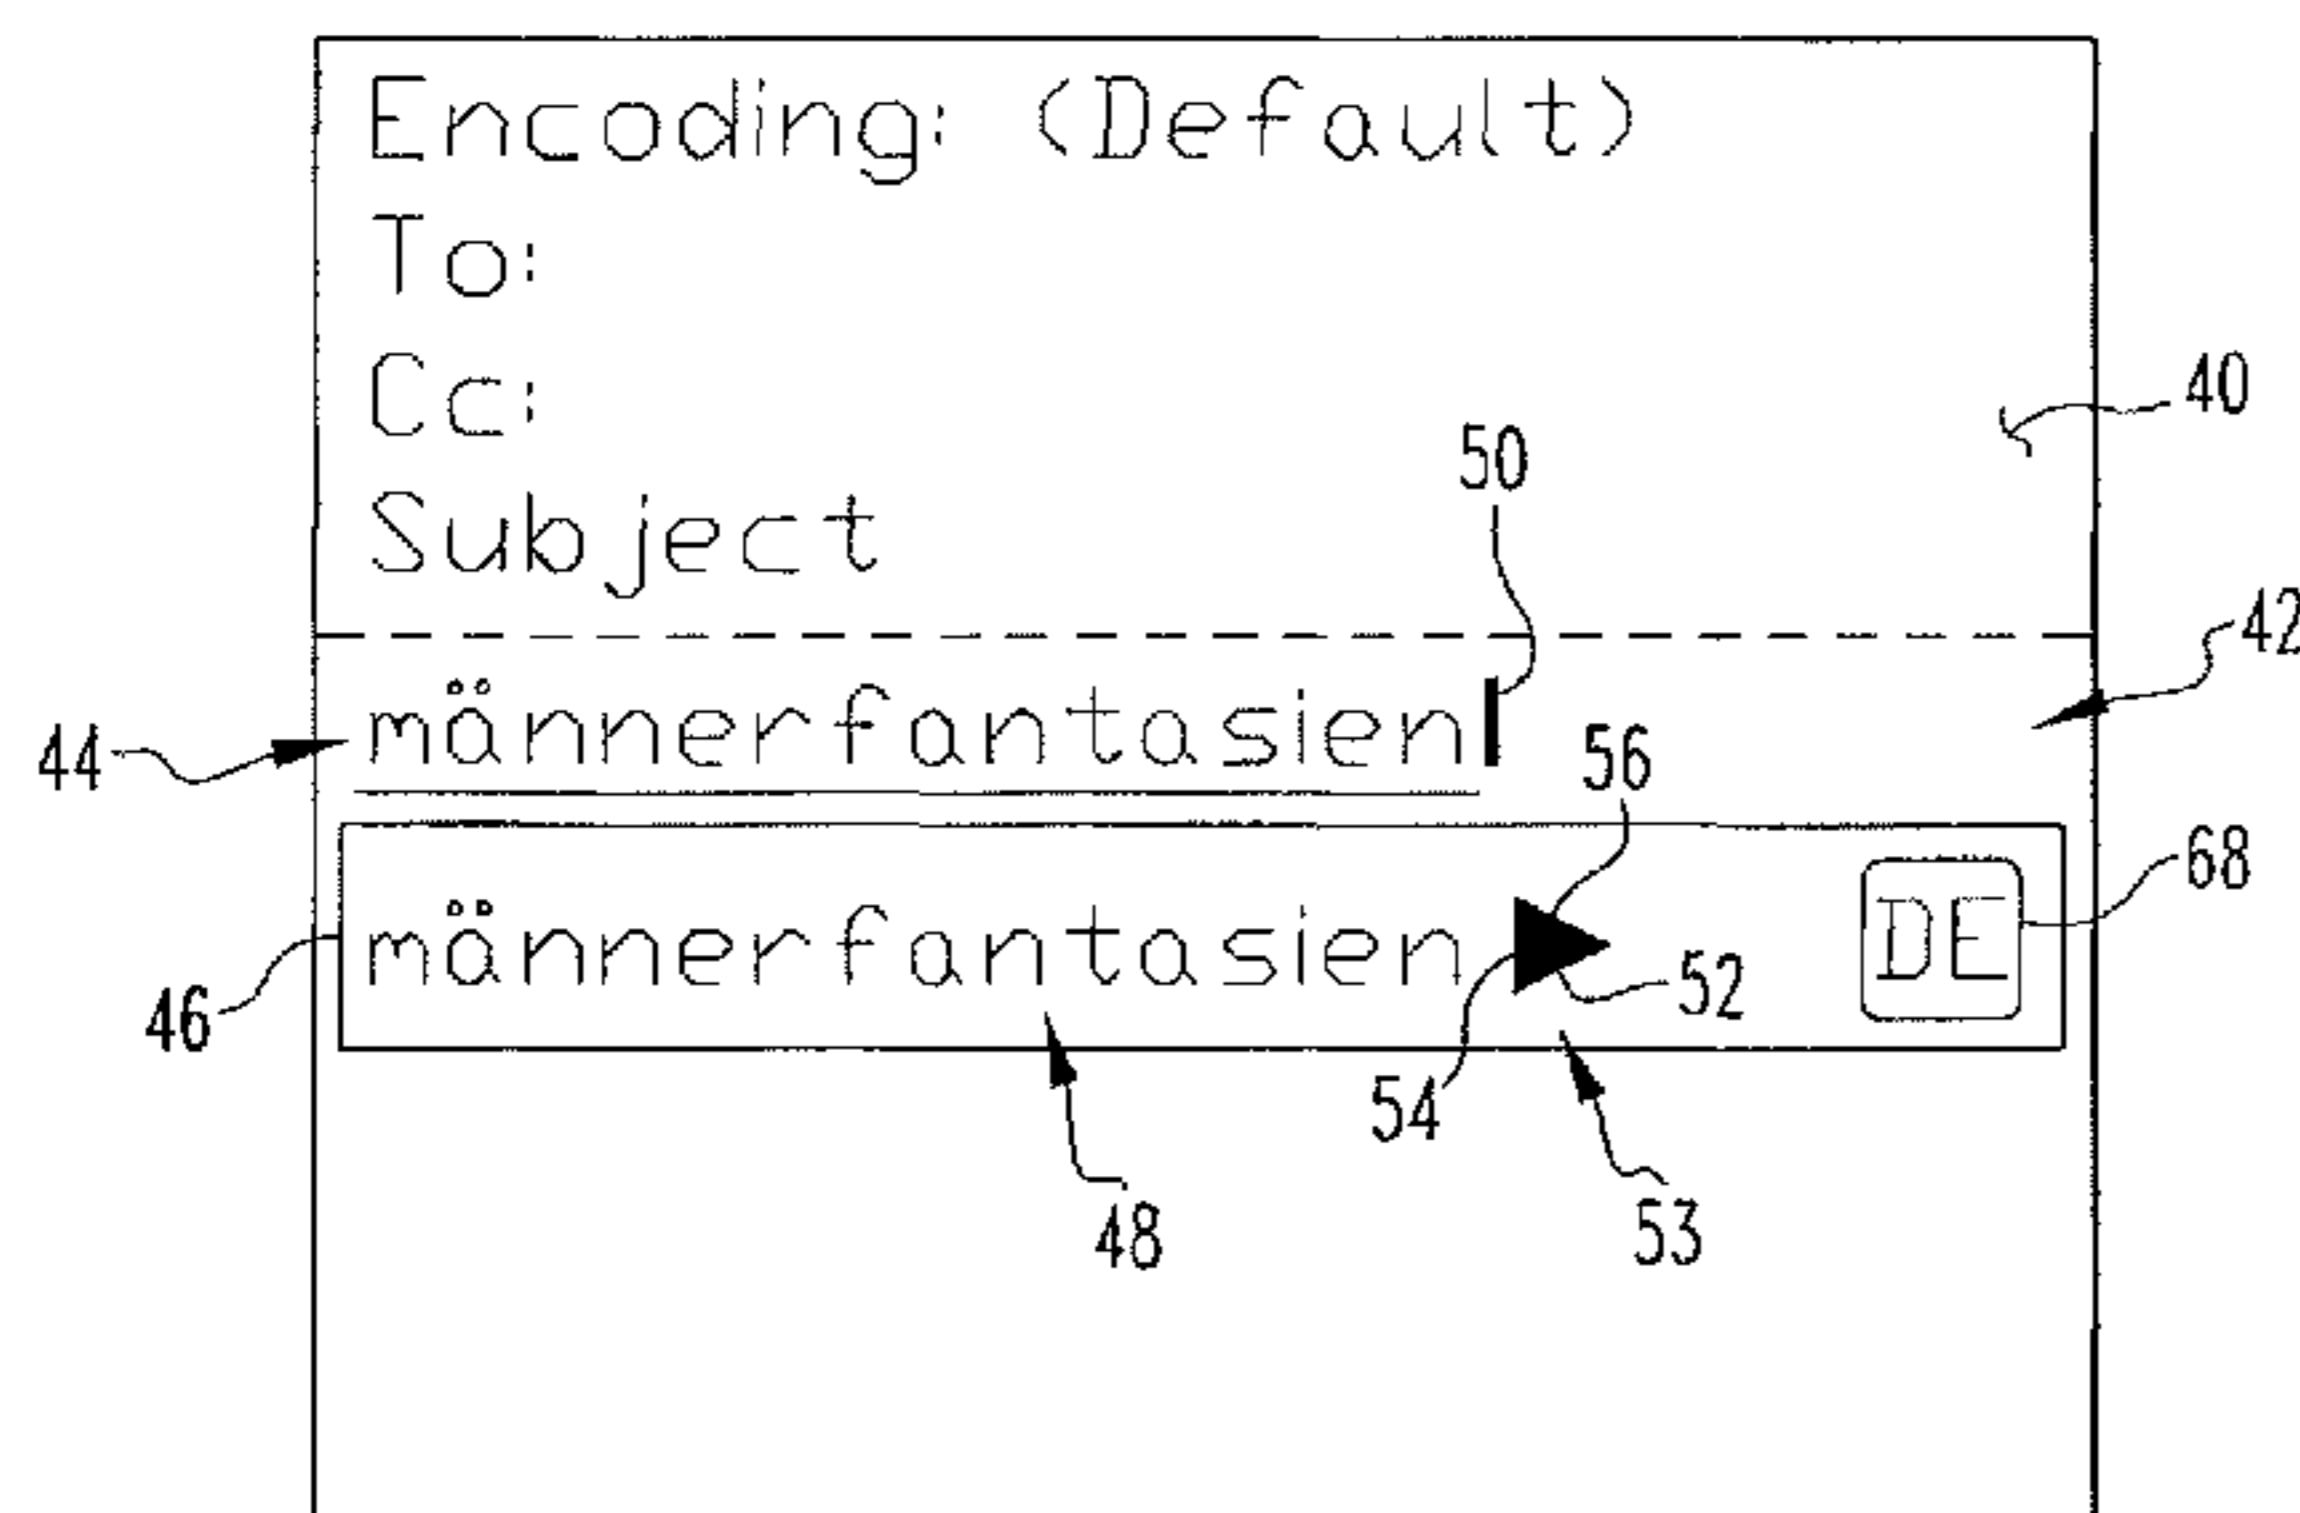 Encoding: (Default)
To:
Cc:
40
50
Subject
42
männerfantasien
44
56
68
männerfantasien DE
46
52
54
48
53